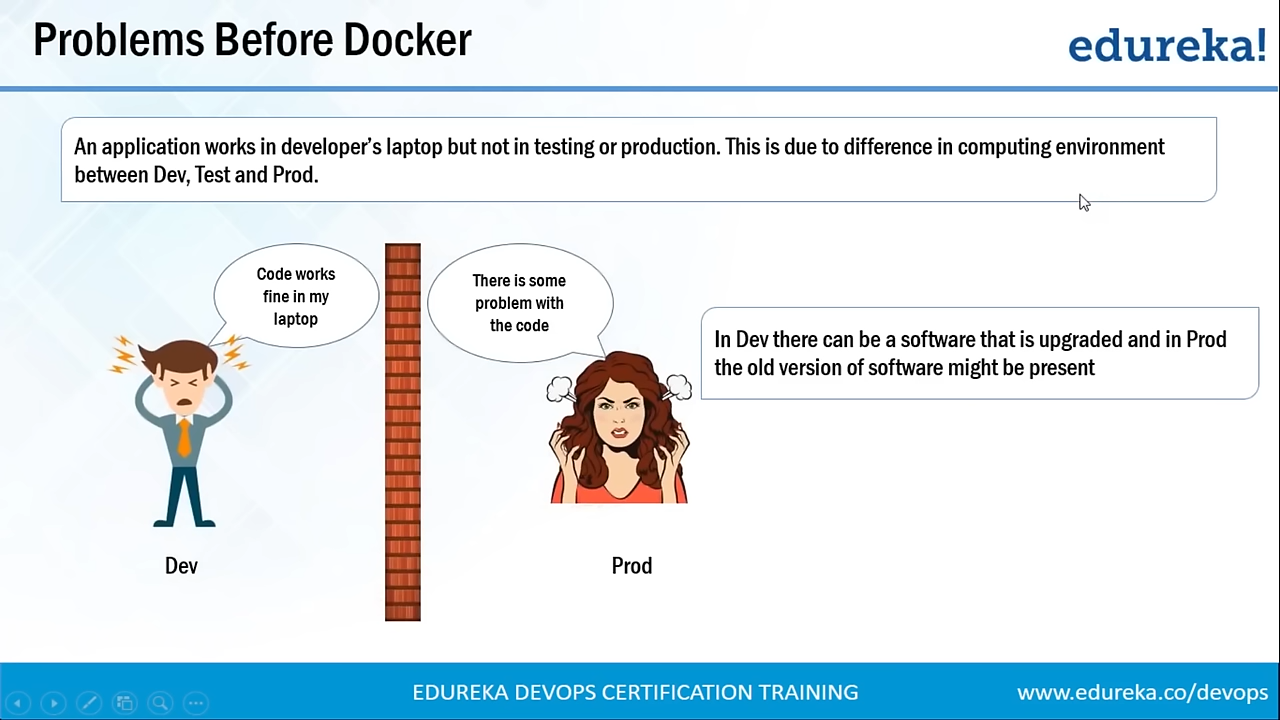 Problems Before Docker
edureka!
An application works in developer's laptop but not in testing or production. This is due to difference in computing environment
between Dev, Test and Prod.
Code works
fine in my
laptop
There is some
problem with
the code
In Dev there can be a software that is upgraded and in Prod
the old version of software might be present
Dev
Prod
EDUREKA DEVOPS CERTIFICATION TRAINING
www.edureka.co/devops